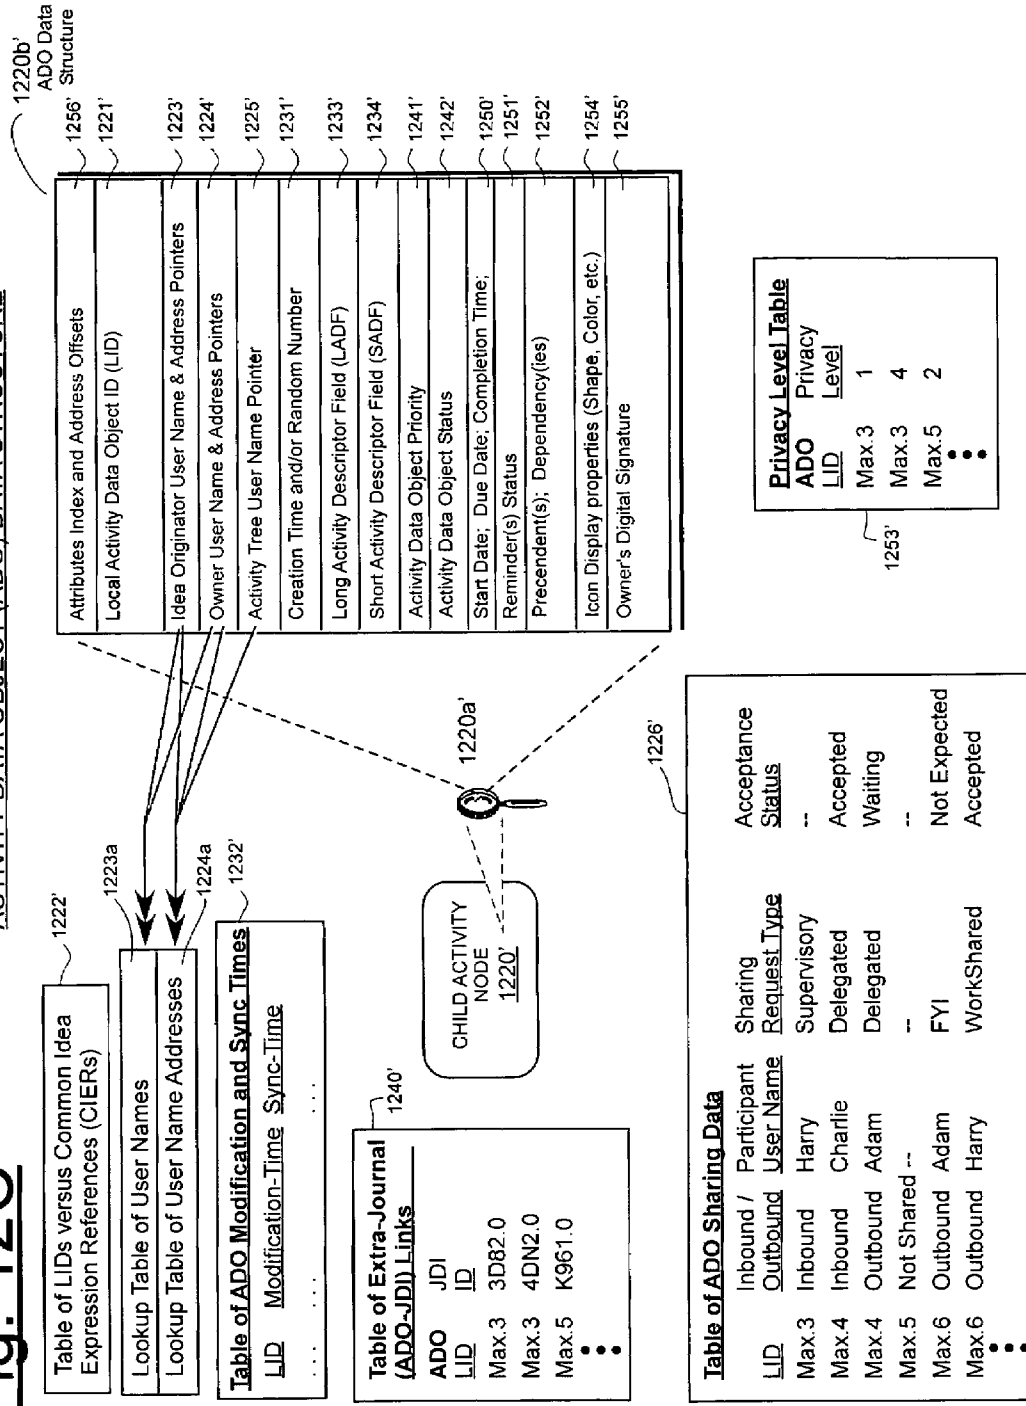 1220b'
ADO Data
Structure
Attributes Index and Address Offsets
1256'
Local Activity Data Object ID (LID)
1221'
Idea Originator User Name & Address Pointers
1223'
Owner User Name & Address Pointers
1224'
Activity Tree User Name Pointer
1225'
Creation Time and/or Random Number
1231'
Long Activity Descriptor Field (LADF)
1233'
Short Activity Descriptor Field (SADF)
1234'
Activity Data Object Priority
1241'
Activity Data Object Status
1242'
Start Date; Due Date; Completion Time;
1250'
Reminder(s) Status
1251'
Precendent(s); Dependency(ies)
1252'
Icon Display properties (Shape, Color, etc.)
1254'
Owner's Digital Signature
1255'
1222'
Table of LIDs versus Common Idea
Expression References (CIERs)
1223a
Lookup Table of User Names
Lookup Table of User Name Addresses
1224a
1232'
Table of ADO Modification and Sync Times
LID Modification-Time Sync-Time
. . . . . . . .
1240'
Table of Extra-Journal
(ADO-JDI) Links
ADO JDI
LID ID
Max.3 3D82.0
Max.3 4DN2.0
Max.5 K961.0
CHILD ACTIVITY
NODE
1220'
1220a'
Privacy Level Table
ADO Privacy
LID Level
Max.3 1
Max.3 4
Max.5 2
1253'
1226'
Table of ADO Sharing Data
Inbound / Participant Sharing Acceptance
LID Outbound User Name Request Type Status
Max.3 Inbound Harry Supervisory --
Max.4 Inbound Charlie Delegated Accepted
Max.4 Outbound Adam Delegated Waiting
Max.5 Not Shared -- -- --
Max.6 Outbound Adam FYI Not Expected
Max.6 Outbound Harry WorkShared Accepted